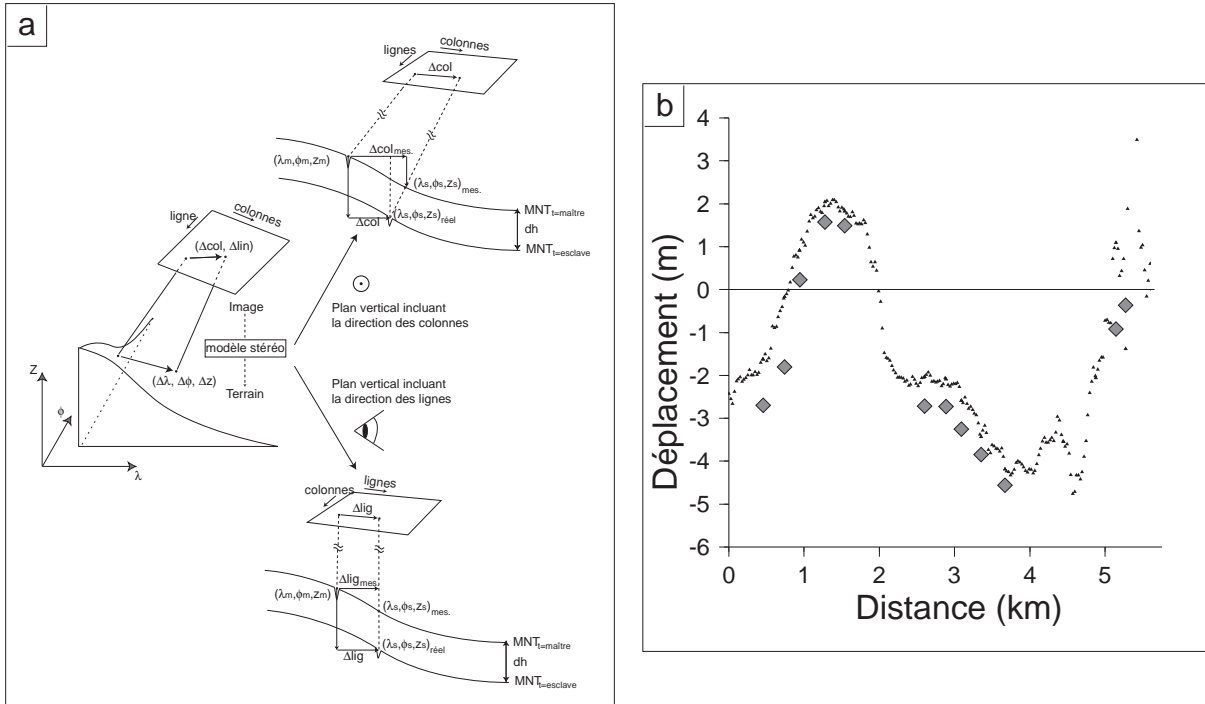 a
lignes
colonnes
Δcol
Δcolmes.
(λm,ϕm,zm)
(λs,ϕs,zs)mes.
MNTt=maître
(λs,ϕs,zs)réel
Δcol
dh
MNTt=esclave
ligne
colonnes
(Δcol, Δlin)
Image
modèle stéréo
Terrain
(Δλ, Δϕ, Δz)
Z
ϕ
λ
Plan vertical incluant
la direction des colonnes
Plan vertical incluant
la direction des lignes
colonnes
lignes
Δlig
Δligmes.
(λm,ϕm,zm)
(λs,ϕs,zs)mes.
MNTt=maître
(λs,ϕs,zs)réel
Δlig
dh
MNTt=esclave
b
Déplacement (m)
4
3
2
1
0
-1
-2
-3
-4
-5
-6
0 1 2 3 4 5
Distance (km)